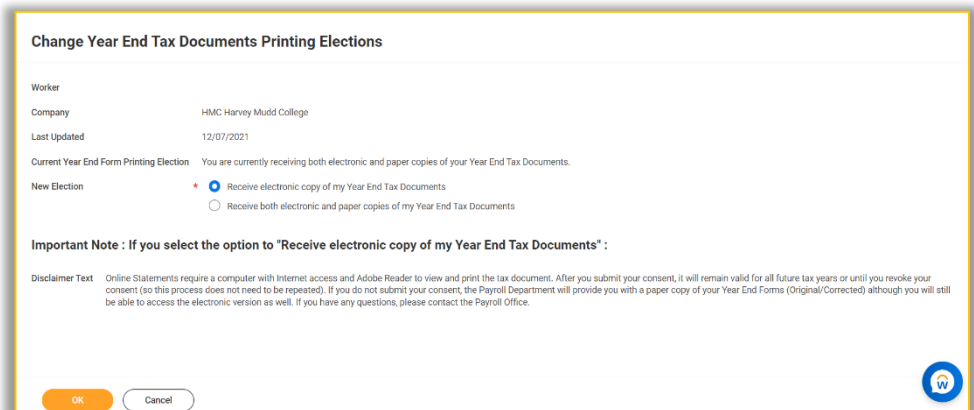 Change Year End Tax Documents Printing Elections
Worker
Company HMC Harvey Mudd College
Last Updated 12/07/2021
Current Year End Form Printing Election You are currently receiving both electronic and paper copies of your Year End Tax Documents.
New Election * Receive electronic copy of my Year End Tax Documents
Receive both electronic and paper copies of my Year End Tax Documents
Important Note : If you select the option to "Receive electronic copy of my Year End Tax Documents" :
Disclaimer Text Online Statements require a computer with Internet access and Adobe Reader to view and print the tax document. After you submit your consent, it will remain valid for all future tax years or until you revoke your
consent (so this process does not need to be repeated). If you do not submit your consent, the Payroll Department will provide you with a paper copy of your Year End Forms (Original/Corrected) although you will still
be able to access the electronic version as well. If you have any questions, please contact the Payroll Office.
W
OK Cancel